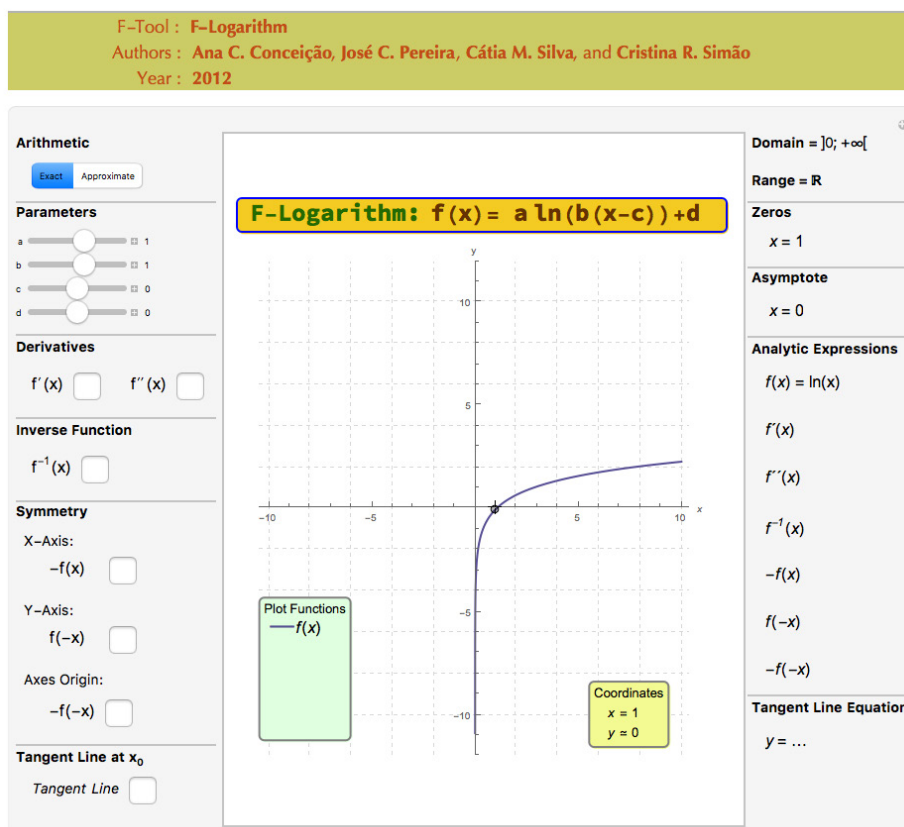 F-Tool : F-Logarithm
Authors : Ana C. Conceição, José C. Pereira, Cátia M. Silva, and Cristina R. Simão
Year : 2012
Arithmetic
Exact Approximate
Parameters
a 1
b 1
c 0
d 0
Derivatives
f′(x) f′′(x)
Inverse Function
f⁻¹(x)
Symmetry
X-Axis:
-f(x)
Y-Axis:
f(-x)
Axes Origin:
-f(-x)
Tangent Line at x₀
Tangent Line
F-Logarithm: f(x)= a ln(b(x-c))+d
y
10
5
-10 -5 5 10 x
-5
-10
Plot Functions
f(x)
Coordinates
x = 1
y = 0
Domain = ]0; +∞[
Range = ℝ
Zeros
x = 1
Asymptote
x = 0
Analytic Expressions
f(x) = ln(x)
f′(x)
f′′(x)
f⁻¹(x)
-f(x)
f(-x)
-f(-x)
Tangent Line Equation
y = ...